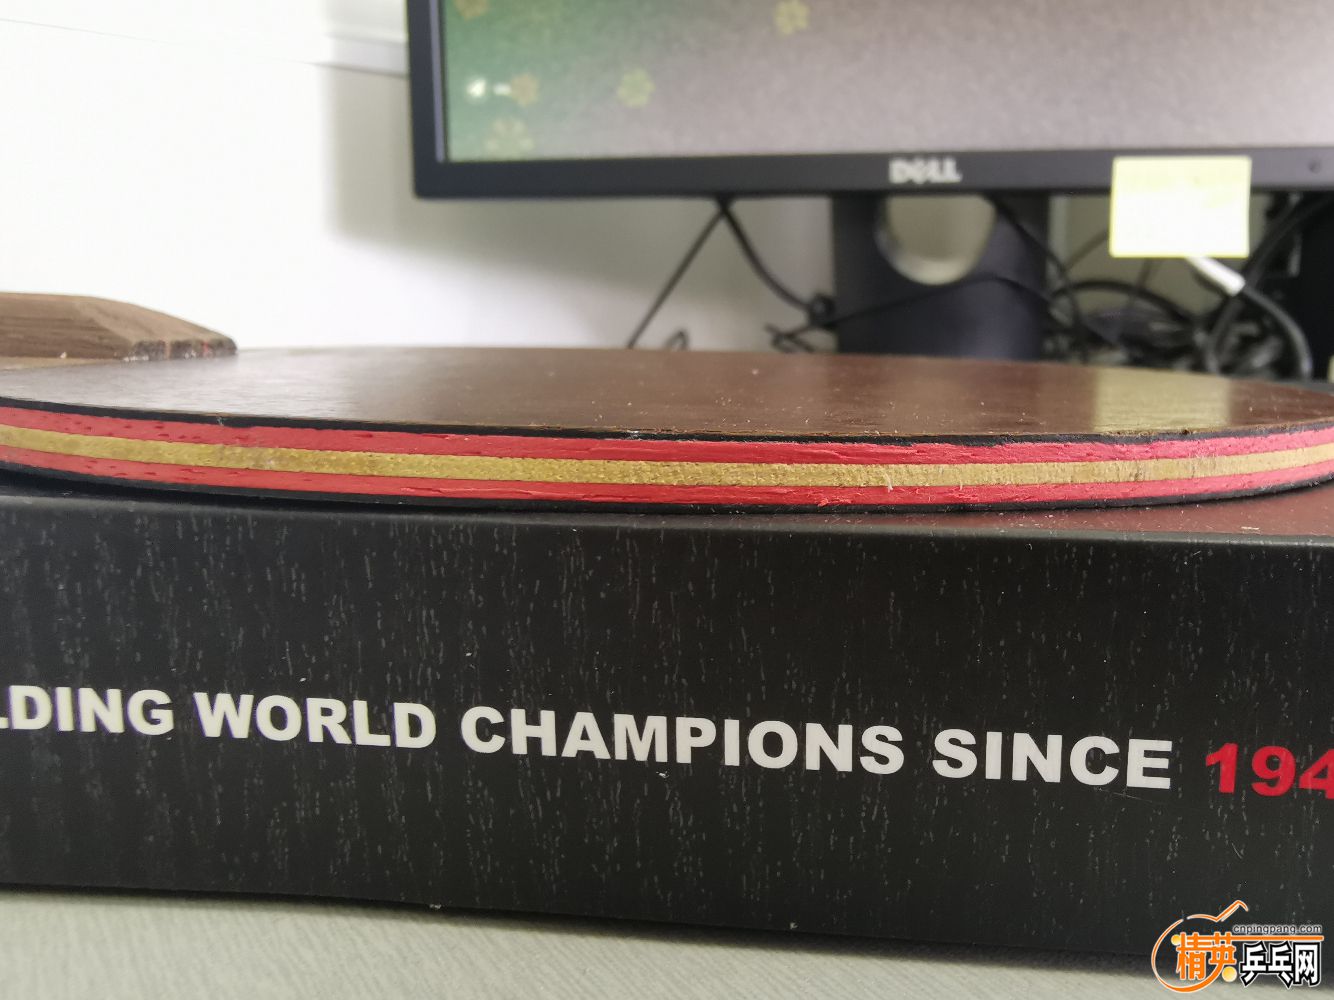 DELL
LDING WORLD CHAMPIONS SINCE 194
cnpingpang.com
精英乒乓网